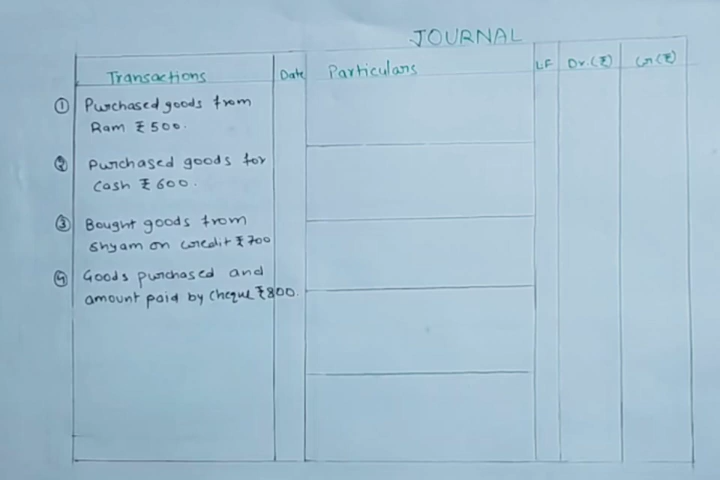 JOURNAL
Transactions Date Particulars LF Dr.(₹) Cr.(₹)
① Purchased goods from
Ram ₹500.
② Purchased goods for
Cash ₹600.
③ Bought goods from
Shyam on credit ₹700
④ Goods purchased and
amount paid by Cheque ₹800.